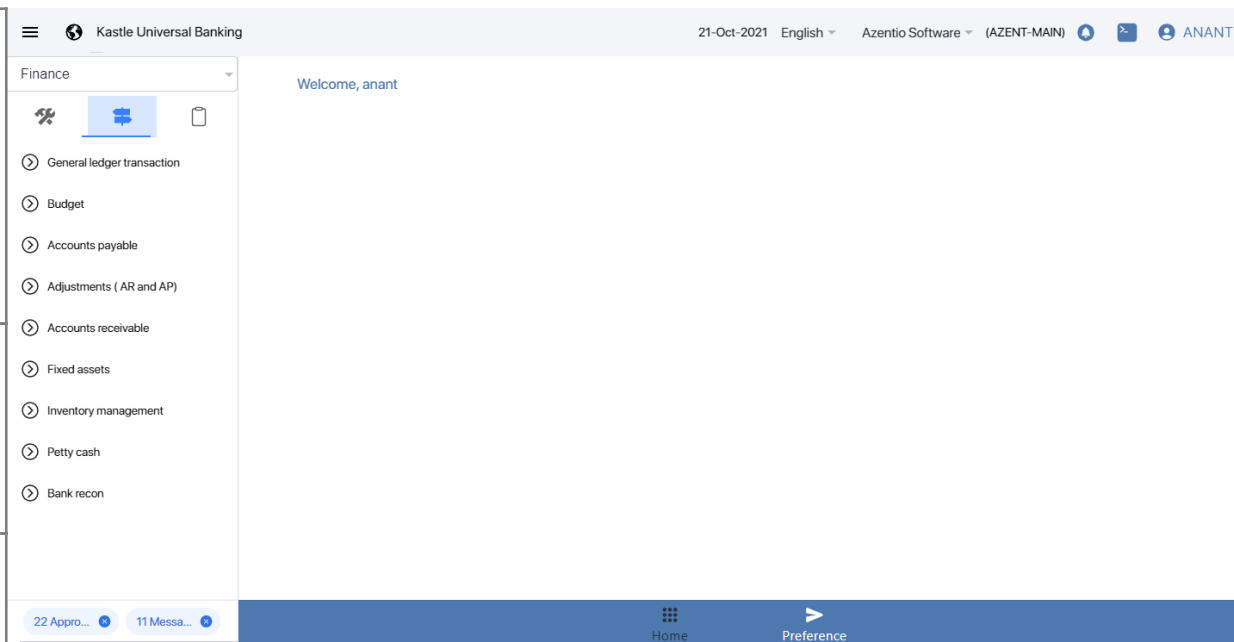 Kastle Universal Banking
21-Oct-2021 English Azentio Software (AZENT-MAIN) ANANT
Finance
Welcome, anant
General ledger transaction
Budget
Accounts payable
Adjustments ( AR and AP)
Accounts receivable
Fixed assets
Inventory management
Petty cash
Bank recon
22 Appro... 11 Messa...
Home Preference